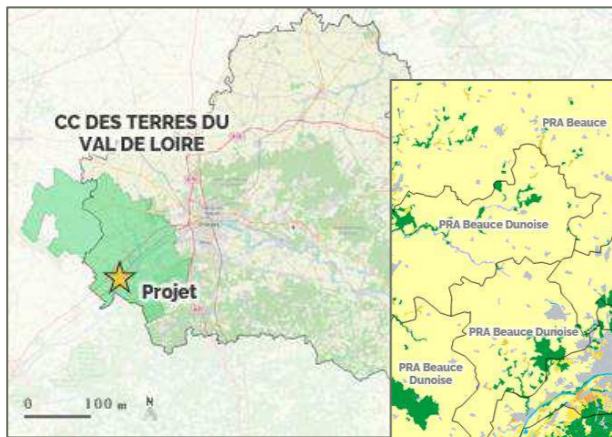 CC DES TERRES DU
VAL DE LOIRE
Projet
0 100 m N
PRA Beauce
PRA Beauce Dunoise
PRA Beauce Dunoise
PRA Beauce
Dunoise